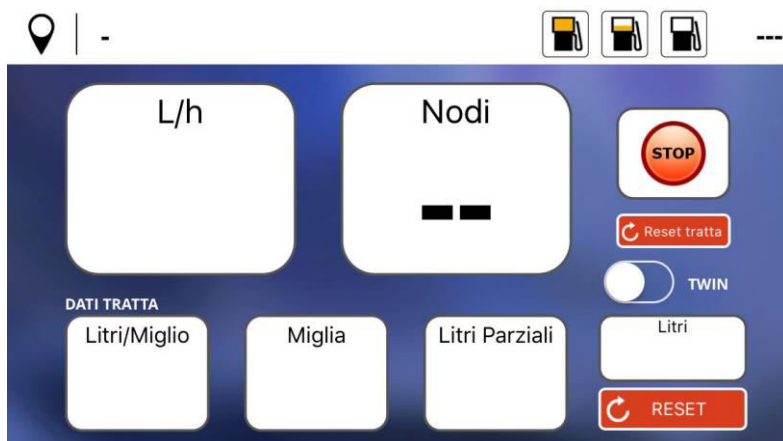 -
---
L/h
Nodi
--
STOP
Reset tratta
TWIN
DATI TRATTA
Litri/Miglio
Miglia
Litri Parziali
Litri
RESET